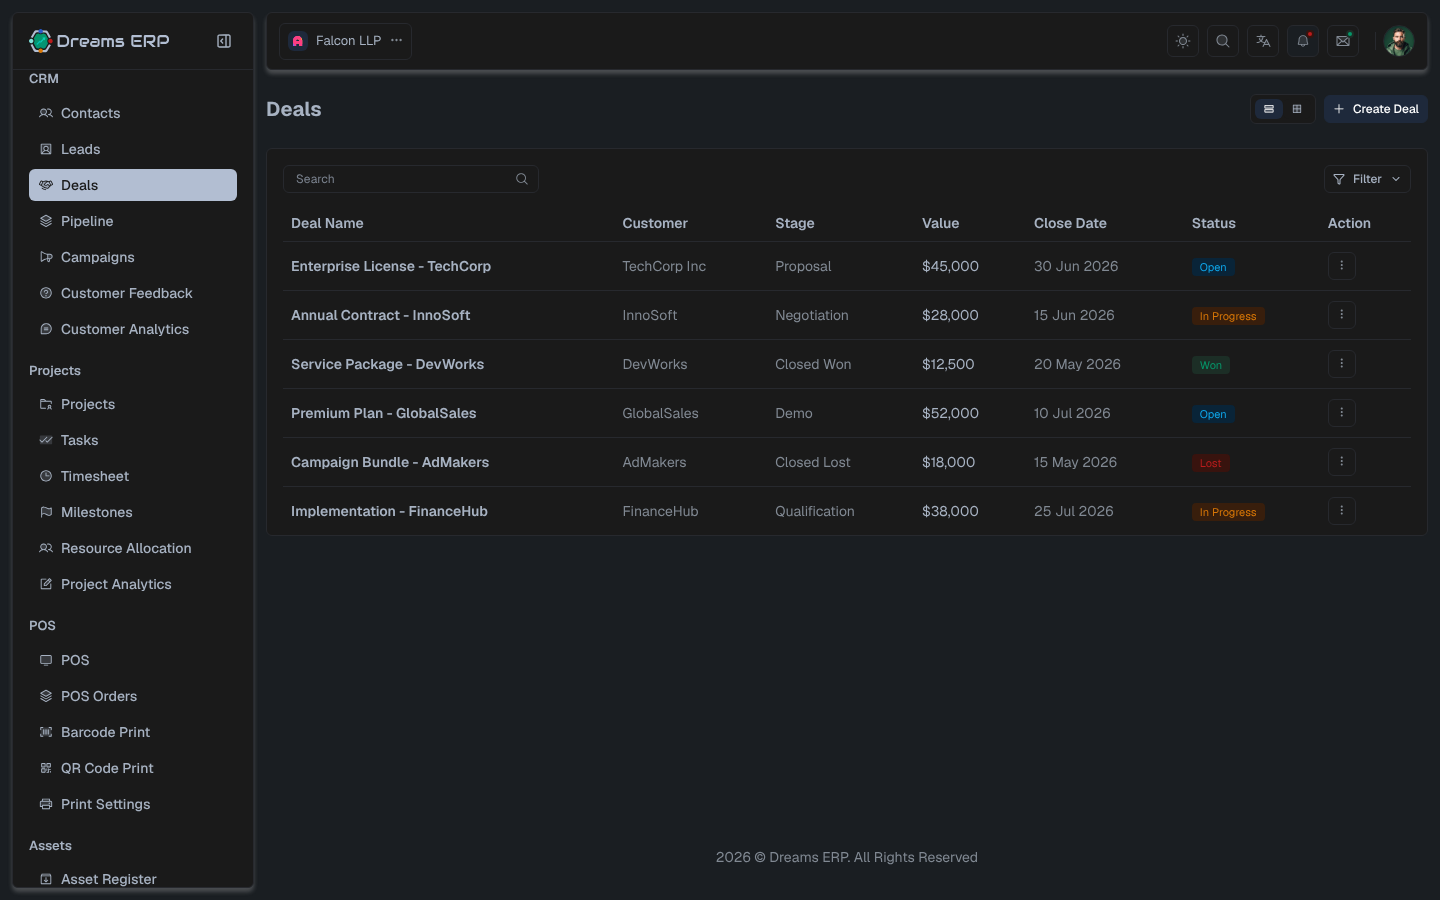 Dreams ERP
CRM
Contacts
Leads
Deals
Pipeline
Campaigns
Customer Feedback
Customer Analytics
Projects
Projects
Tasks
Timesheet
Milestones
Resource Allocation
Project Analytics
POS
POS
POS Orders
Barcode Print
QR Code Print
Print Settings
Assets
Asset Register
Falcon LLP
Deals
Create Deal
Search
Filter
Deal Name Customer Stage Value Close Date Status Action
Enterprise License - TechCorp TechCorp Inc Proposal $45,000 30 Jun 2026 Open
Annual Contract - InnoSoft InnoSoft Negotiation $28,000 15 Jun 2026 In Progress
Service Package - DevWorks DevWorks Closed Won $12,500 20 May 2026 Won
Premium Plan - GlobalSales GlobalSales Demo $52,000 10 Jul 2026 Open
Campaign Bundle - AdMakers AdMakers Closed Lost $18,000 15 May 2026 Lost
Implementation - FinanceHub FinanceHub Qualification $38,000 25 Jul 2026 In Progress
2026 © Dreams ERP. All Rights Reserved